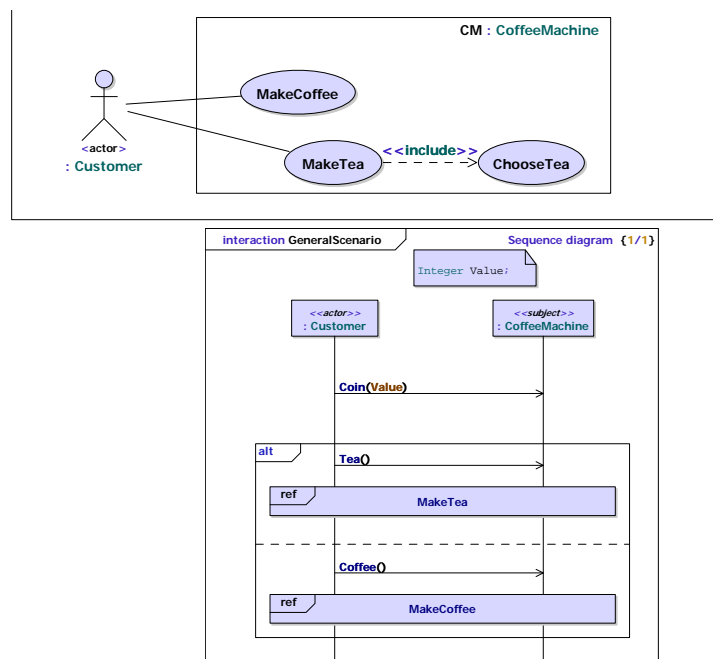 CM : CoffeeMachine
MakeCoffee
<actor>
: Customer
MakeTea
<<include>>
ChooseTea
interaction GeneralScenario
Sequence diagram {1/1}
Integer Value;
<<actor>>
: Customer
<<subject>>
: CoffeeMachine
Coin(Value)
alt
Tea()
ref
MakeTea
Coffee()
ref
MakeCoffee